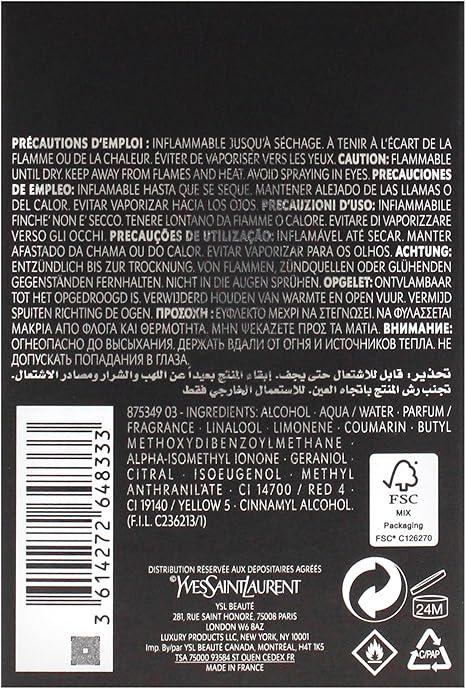 PRÉCAUTIONS D'EMPLOI : INFLAMMABLE JUSQU'À SÉCHAGE. À TENIR À L'ÉCART DE LA
FLAMME OU DE LA CHALEUR. ÉVITER DE VAPORISER VERS LES YEUX. CAUTION: FLAMMABLE
UNTIL DRY. KEEP AWAY FROM FLAMES AND HEAT. AVOID SPRAYING IN EYES. PRECAUCIONES
DE EMPLEO: INFLAMABLE HASTA QUE SE SEQUE. MANTENER ALEJADO DE LAS LLAMAS O
DEL CALOR. EVITAR VAPORIZAR HACIA LOS OJOS. PRECAUZIONI D'USO: INFIAMMABILE
FINCHE' NON E' SECCO. TENERE LONTANO DA FIAMME O CALORE. EVITARE DI VAPORIZZARE
VERSO GLI OCCHI. PRECAUÇÕES DE UTILIZAÇÃO: INFLAMÁVEL ATÉ SECAR. MANTER
AFASTADO DA CHAMA OU DO CALOR. EVITAR VAPORIZAR PARA OS OLHOS. ACHTUNG:
ENTZÜNDLICH BIS ZUR TROCKNUNG. VON FLAMMEN, ZÜNDQUELLEN ODER GLÜHENDEN
GEGENSTÄNDEN FERNHALTEN. NICHT IN DIE AUGEN SPRÜHEN. OPGELET: ONTVLAMBAAR
TOT HET OPGEDROOGD IS. VERWIJDERD HOUDEN VAN WARMTE EN OPEN VUUR. VERMIJD
SPUITEN RICHTING DE OGEN. ΠΡΟΣΟΧΗ: ΕΥΦΛΕΚΤΟ ΜΕΧΡΙ ΝΑ ΣΤΕΓΝΩΣΕΙ. ΝΑ ΦΥΛΑΣΣΕΤΑΙ
ΜΑΚΡΙΑ ΑΠΟ ΦΛΟΓΑ ΚΑΙ ΘΕΡΜΟΤΗΤΑ. ΜΗΝ ΨΕΚΑΖΕΤΕ ΠΡΟΣ ΤΑ ΜΑΤΙΑ. ВНИМАНИЕ:
ОГНЕОПАСНО ДО ВЫСЫХАНИЯ. ДЕРЖАТЬ ВДАЛИ ОТ ОГНЯ И ИСТОЧНИКОВ ТЕПЛА. НЕ
ДОПУСКАТЬ ПОПАДАНИЯ В ГЛАЗА.
تحذير: قابل للاشتعال حتى يجف. إبقاء المنتج بعيداً عن اللهب والشرار ومصادر الاشتعال.
تجنب رش المنتج باتجاه العين. للاستعمال الخارجي فقط
875349 03 - INGREDIENTS: ALCOHOL • AQUA / WATER • PARFUM /
FRAGRANCE • LINALOOL • LIMONENE • COUMARIN • BUTYL
METHOXYDIBENZOYLMETHANE •
ALPHA-ISOMETHYL IONONE • GERANIOL •
CITRAL • ISOEUGENOL • METHYL
ANTHRANILATE • CI 14700 / RED 4 •
CI 19140 / YELLOW 5 • CINNAMYL ALCOHOL.
(F.I.L. C236213/1)
3 614272 648333
FSC
MIX
Packaging
FSC® C126270
DISTRIBUTION RÉSERVÉE AUX DÉPOSITAIRES AGRÉÉS
©YVESSAINTLAURENT
YSL BEAUTÉ
281, RUE SAINT HONORÉ, 75008 PARIS
LONDON W6 8AZ
LUXURY PRODUCTS LLC, NEW YORK, NY 10001
Imp. By/par YSL BEAUTÉ CANADA, MONTRÉAL, H4T 1K5
TSA 75000 93584 ST OUEN CEDEX FR
MADE IN FRANCE
24M
C/PAP